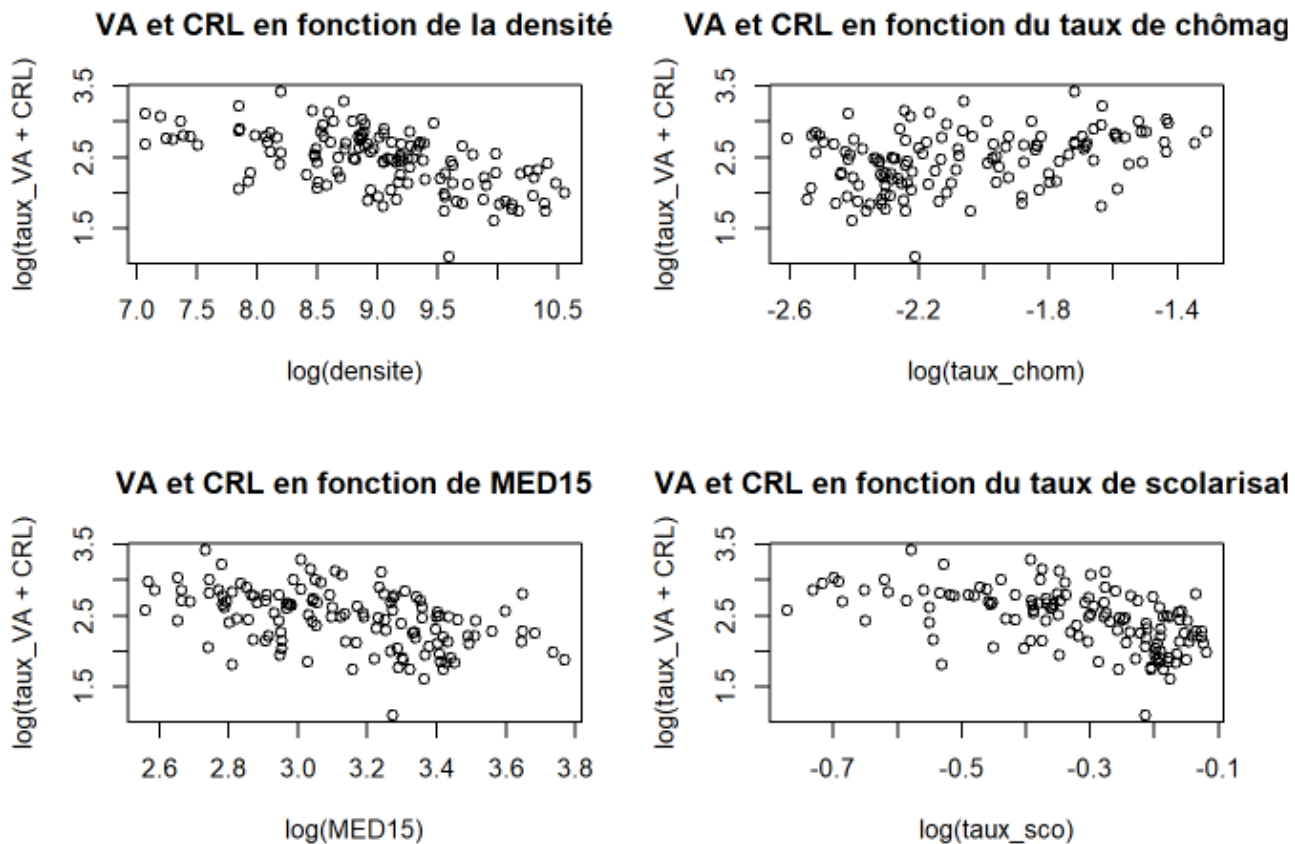 VA et CRL en fonction de la densité
log(taux_VA + CRL)
3.5
2.5
1.5
7.0 7.5 8.0 8.5 9.0 9.5 10.5
log(densite)
VA et CRL en fonction du taux de chômag
log(taux_VA + CRL)
3.5
2.5
1.5
-2.6 -2.2 -1.8 -1.4
log(taux_chom)
VA et CRL en fonction de MED15
log(taux_VA + CRL)
3.5
2.5
1.5
2.6 2.8 3.0 3.2 3.4 3.6 3.8
log(MED15)
VA et CRL en fonction du taux de scolarisat
log(taux_VA + CRL)
3.5
2.5
1.5
-0.7 -0.5 -0.3 -0.1
log(taux_sco)